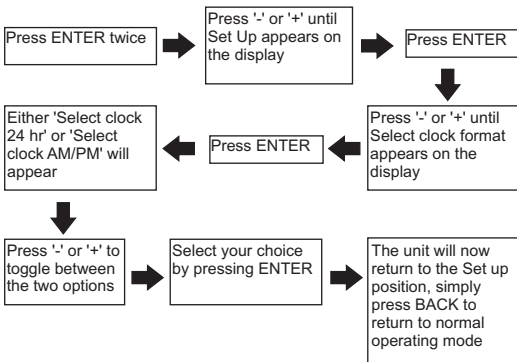 Press ENTER twice
Press '-' or '+' until
Set Up appears on
the display
Press ENTER
Press '-' or '+' until
Select clock format
appears on the
display
Press ENTER
Either 'Select clock
24 hr' or 'Select
clock AM/PM' will
appear
Press '-' or '+' to
toggle between
the two options
Select your choice
by pressing ENTER
The unit will now
return to the Set up
position, simply
press BACK to
return to normal
operating mode